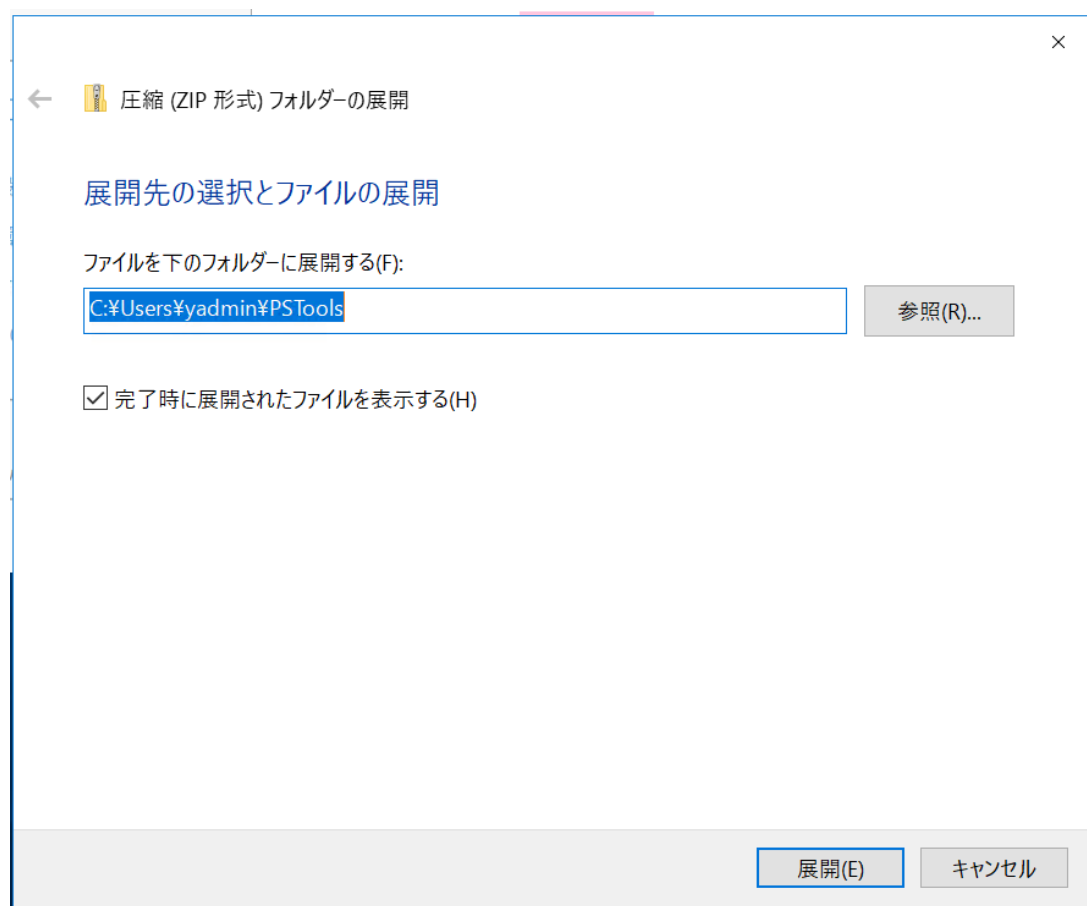 圧縮 (ZIP 形式) フォルダーの展開
展開先の選択とファイルの展開
ファイルを下のフォルダーに展開する(F):
C:¥Users¥yadmin¥PSTools
参照(R)...
完了時に展開されたファイルを表示する(H)
展開(E)
キャンセル